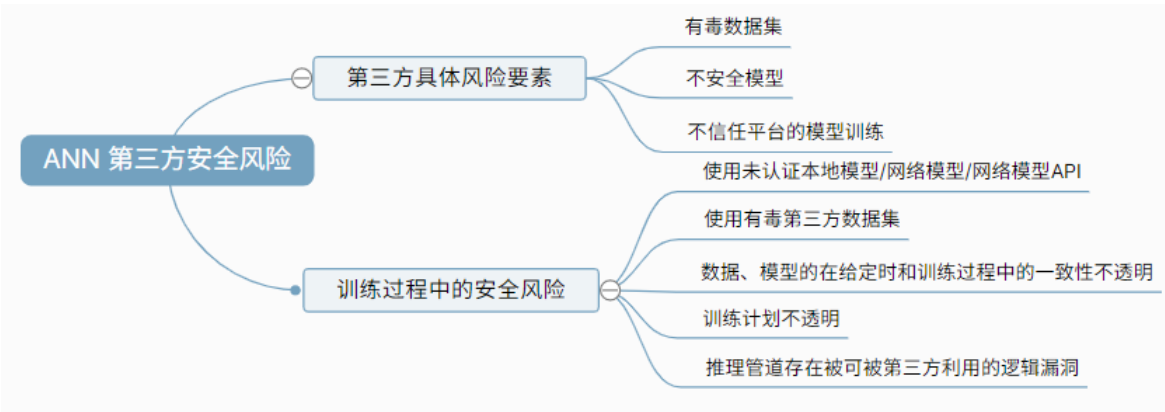 ANN 第三方安全风险
第三方具体风险要素
有毒数据集
不安全模型
不信任平台的模型训练
训练过程中的安全风险
使用未认证本地模型/网络模型/网络模型API
使用有毒第三方数据集
数据、模型的在给定时和训练过程中的一致性不透明
训练计划不透明
推理管道存在被可被第三方利用的逻辑漏洞